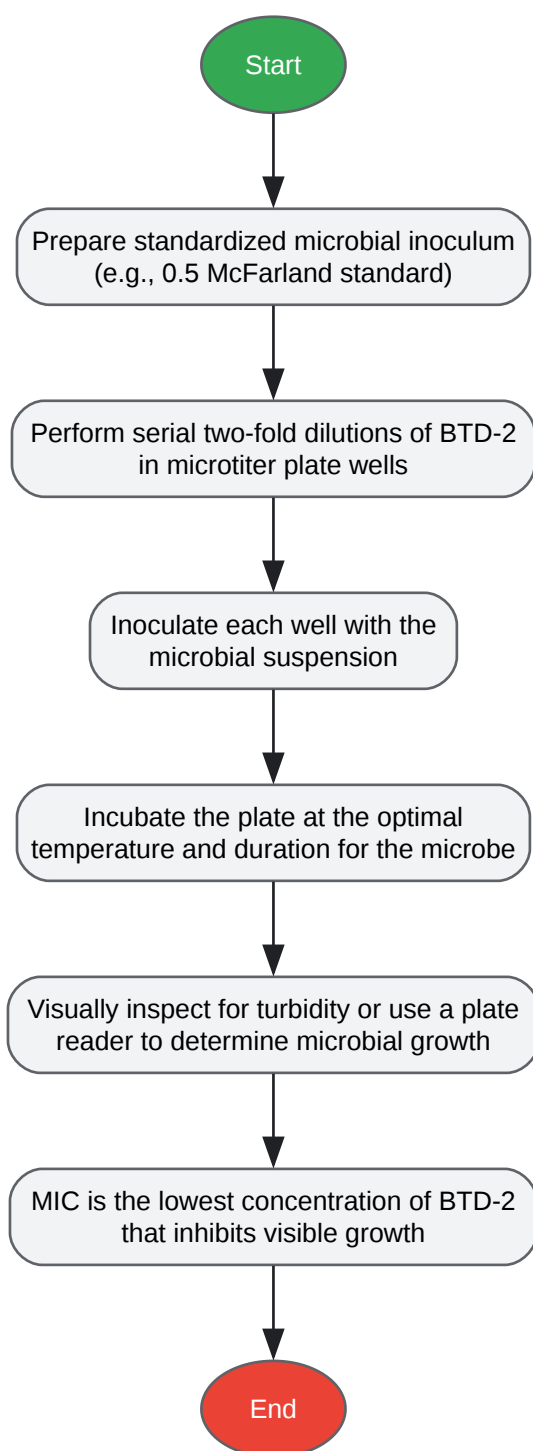 Start
Prepare standardized microbial inoculum
(e.g., 0.5 McFarland standard)
Perform serial two-fold dilutions of BTD-2
in microtiter plate wells
Inoculate each well with the
microbial suspension
Incubate the plate at the optimal
temperature and duration for the microbe
Visually inspect for turbidity or use a plate
reader to determine microbial growth
MIC is the lowest concentration of BTD-2
that inhibits visible growth
End